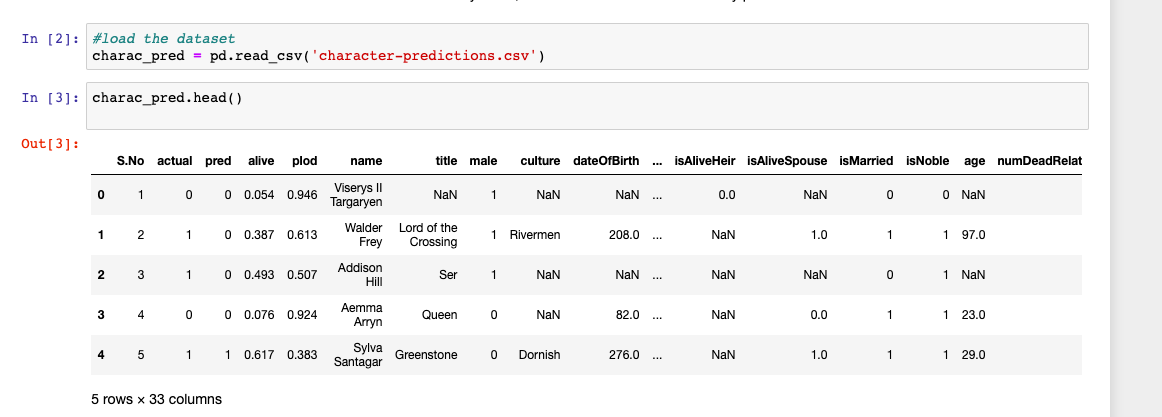 In [2]: #load the dataset
charac_pred = pd.read_csv('character-predictions.csv')
In [3]: charac_pred.head()
Out[3]:
S.No actual pred alive plod name title male culture dateOfBirth ... isAliveHeir isAliveSpouse isMarried isNoble age numDeadRelat
0 1 0 0 0.054 0.946 Viserys II Targaryen NaN 1 NaN NaN ... 0.0 NaN 0 0 NaN
1 2 1 0 0.387 0.613 Walder Frey Lord of the Crossing 1 Rivermen 208.0 ... NaN 1.0 1 1 97.0
2 3 1 0 0.493 0.507 Addison Hill Ser 1 NaN NaN ... NaN NaN 0 1 NaN
3 4 0 0 0.076 0.924 Aemma Arryn Queen 0 NaN 82.0 ... NaN 0.0 1 1 23.0
4 5 1 1 0.617 0.383 Sylva Santagar Greenstone 0 Dornish 276.0 ... NaN 1.0 1 1 29.0
5 rows × 33 columns